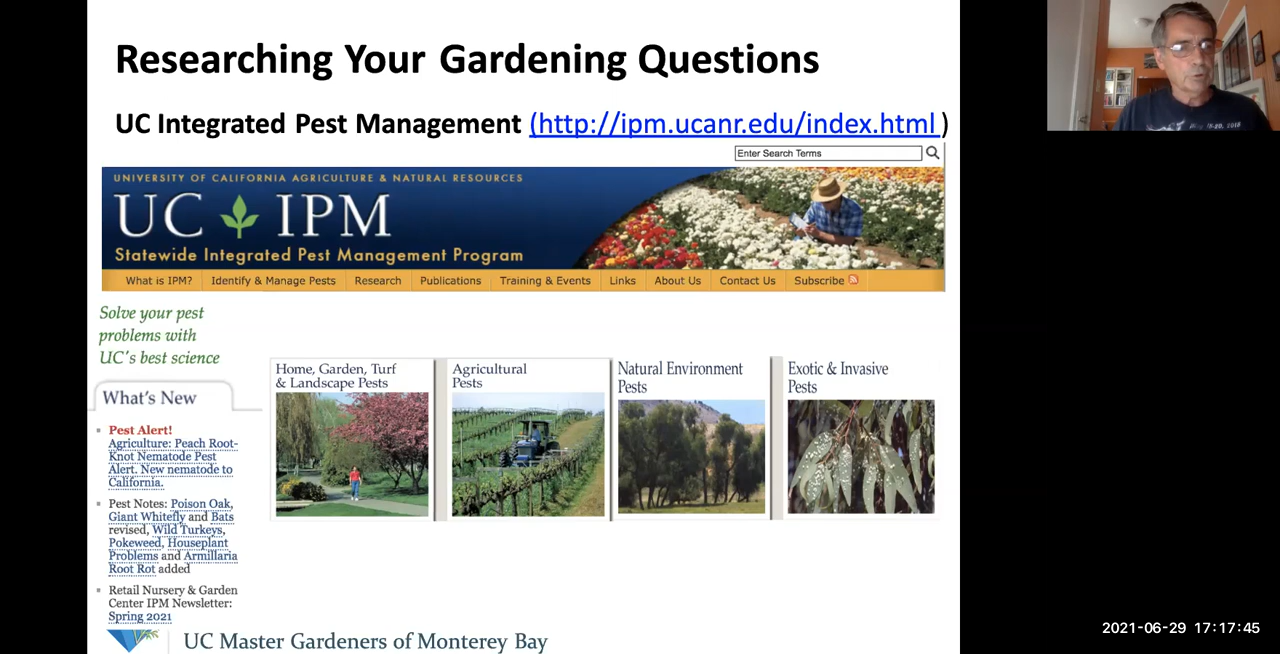 Researching Your Gardening Questions
UC Integrated Pest Management (http://ipm.ucanr.edu/index.html )
Enter Search Terms
UNIVERSITY OF CALIFORNIA AGRICULTURE & NATURAL RESOURCES
UC IPM
Statewide Integrated Pest Management Program
What is IPM? Identify & Manage Pests Research Publications Training & Events Links About Us Contact Us Subscribe
Solve your pest
problems with
UC's best science
What's New
Pest Alert!
Agriculture: Peach Root-
Knot Nematode Pest
Alert. New nematode to
California.
Pest Notes: Poison Oak,
Giant Whitefly and Bats
revised, Wild Turkeys,
Pokeweed, Houseplant
Problems and Armillaria
Root Rot added
Retail Nursery & Garden
Center IPM Newsletter:
Spring 2021
Home, Garden, Turf
& Landscape Pests
Agricultural
Pests
Natural Environment
Pests
Exotic & Invasive
Pests
UC Master Gardeners of Monterey Bay
2021-06-29 17:17:45